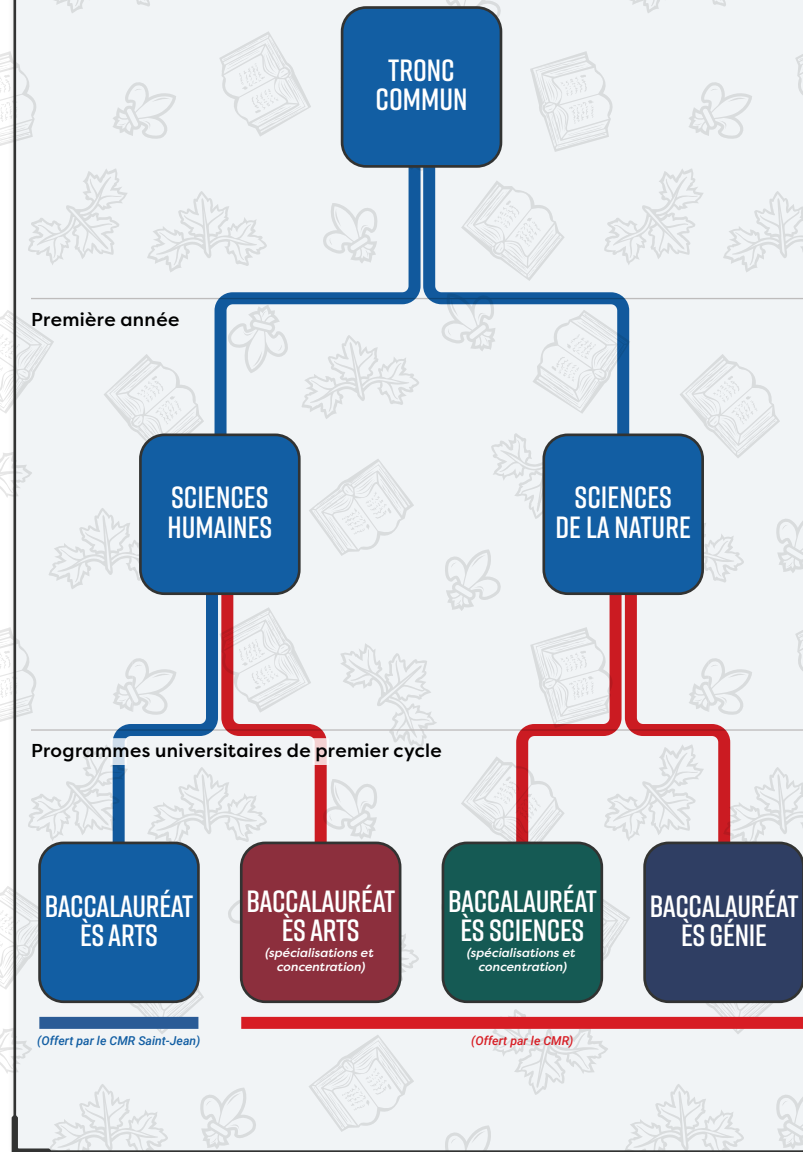 TRONC
COMMUN
Première année
SCIENCES
HUMAINES
SCIENCES
DE LA NATURE
Programmes universitaires de premier cycle
BACCALAURÉAT
ÈS ARTS
BACCALAURÉAT
ÈS ARTS
(spécialisations et
concentration)
BACCALAURÉAT
ÈS SCIENCES
(spécialisations et
concentration)
BACCALAURÉAT
ÈS GÉNIE
(Offert par le CMR Saint-Jean)
(Offert par le CMR)